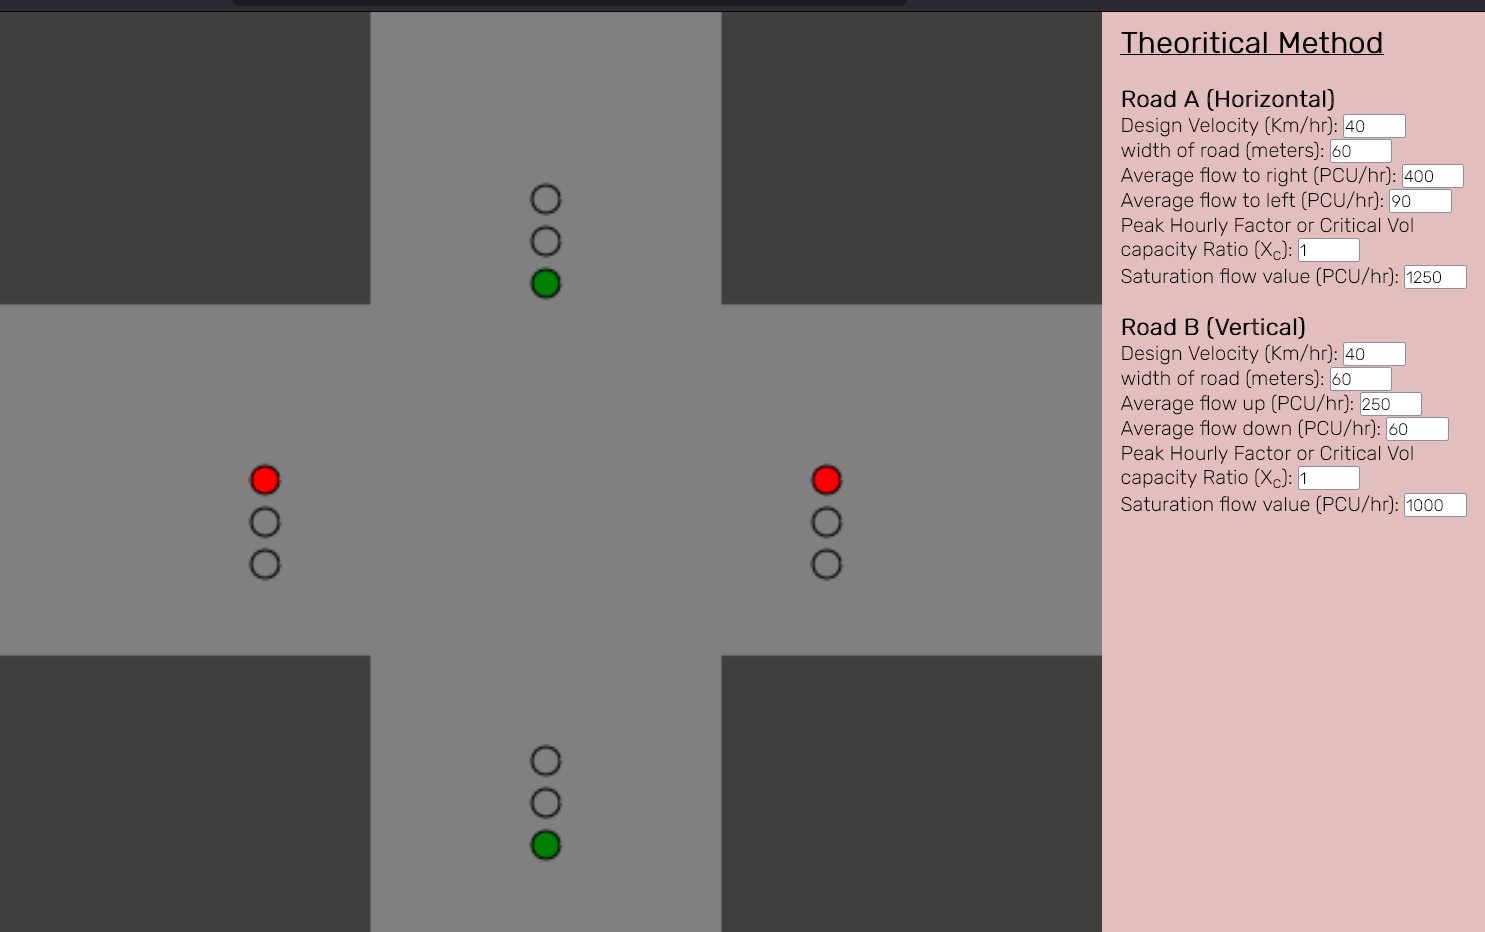 Theoritical Method
Road A (Horizontal)
Design Velocity (Km/hr): 40
width of road (meters): 60
Average flow to right (PCU/hr): 400
Average flow to left (PCU/hr): 90
Peak Hourly Factor or Critical Vol
capacity Ratio (Xc): 1
Saturation flow value (PCU/hr): 1250
Road B (Vertical)
Design Velocity (Km/hr): 40
width of road (meters): 60
Average flow up (PCU/hr): 250
Average flow down (PCU/hr): 60
Peak Hourly Factor or Critical Vol
capacity Ratio (Xc): 1
Saturation flow value (PCU/hr): 1000